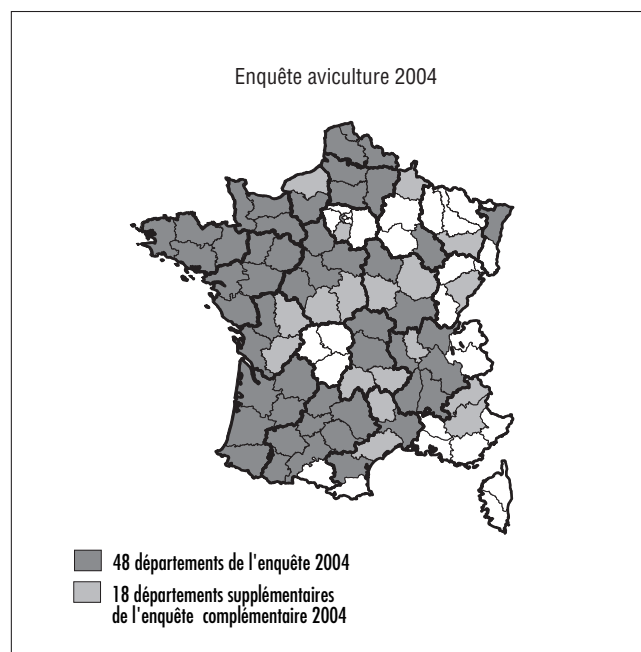 Enquête aviculture 2004
48 départements de l'enquête 2004
18 départements supplémentaires
de l'enquête complémentaire 2004